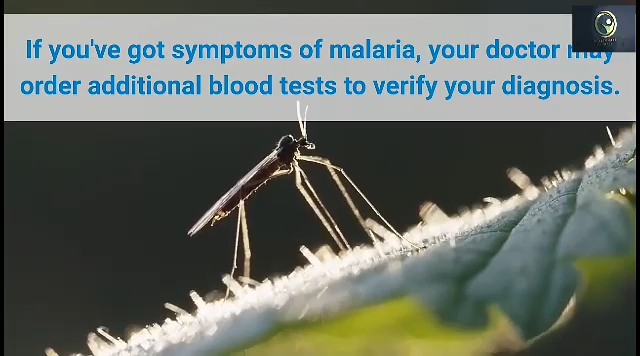 If you've got symptoms of malaria, your doctor may
order additional blood tests to verify your diagnosis.